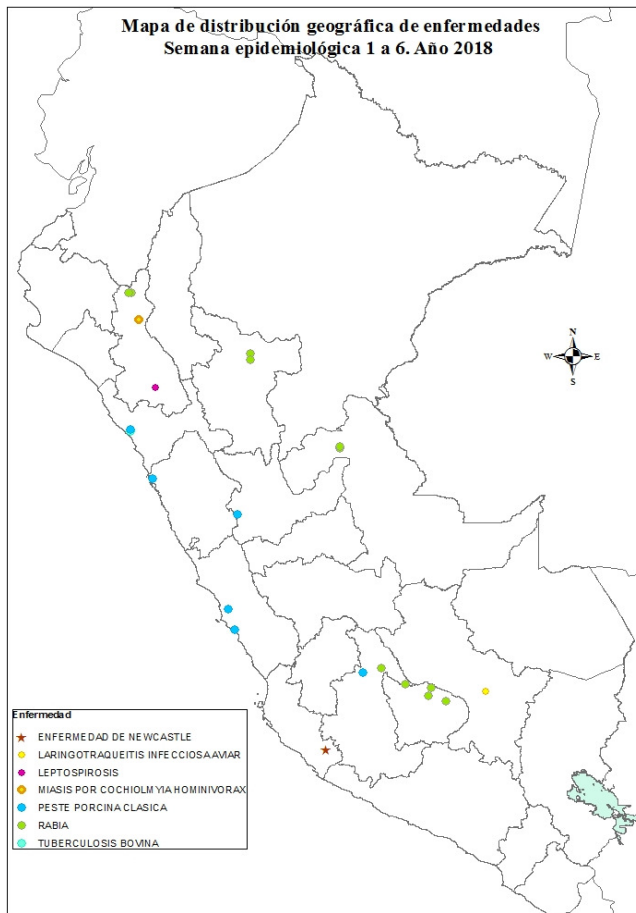 Mapa de distribución geográfica de enfermedades
Semana epidemiológica 1 a 6. Año 2018
N
W E
S
Enfermedad
ENFERMEDAD DE NEWCASTLE
LARINGOTRAQUEITIS INFECCIOSA AVIAR
LEPTOSPIROSIS
MIASIS POR COCHIOLMYIA HOMINIVORAX
PESTE PORCINA CLASICA
RABIA
TUBERCULOSIS BOVINA